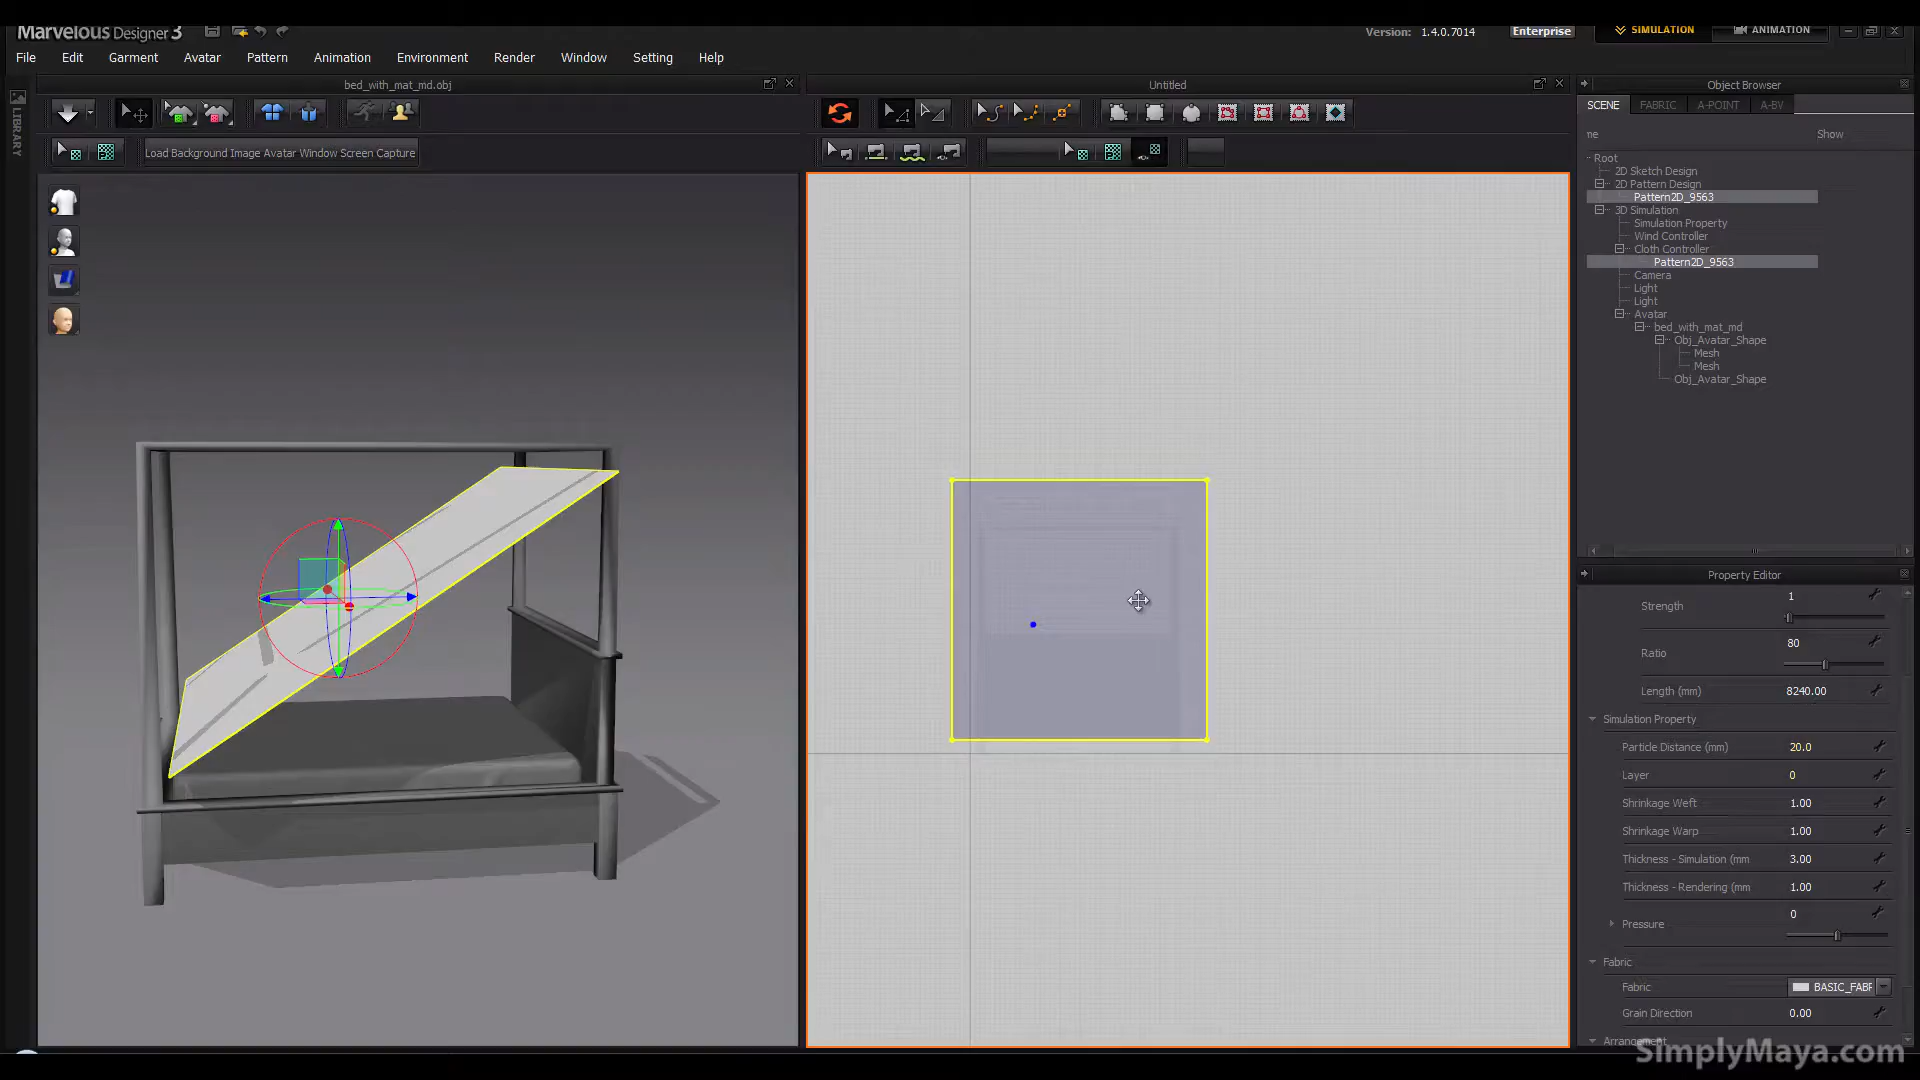 Marvelous Designer 3
Version: 1.4.0.7014
Enterprise
SIMULATION
ANIMATION
File
Edit
Garment
Avatar
Pattern
Animation
Environment
Render
Window
Setting
Help
LIBRARY
bed_with_mat_md.obj
Untitled
Load Background Image Avatar Window Screen Capture
Object Browser
SCENE
FABRIC
A-POINT
A-BV
me
Show
Root
2D Sketch Design
2D Pattern Design
Pattern2D_9563
3D Simulation
Simulation Property
Wind Controller
Cloth Controller
Pattern2D_9563
Camera
Light
Light
Avatar
bed_with_mat_md
Obj_Avatar_Shape
Mesh
Mesh
Obj_Avatar_Shape
Property Editor
Strength 1
Ratio 80
Length (mm) 8240.00
Simulation Property
Particle Distance (mm) 20.0
Layer 0
Shrinkage Weft 1.00
Shrinkage Warp 1.00
Thickness - Simulation (mm 3.00
Thickness - Rendering (mm 1.00
Pressure 0
Fabric
Fabric BASIC_FABF
Grain Direction 0.00
Arrangement
SimplyMaya.com